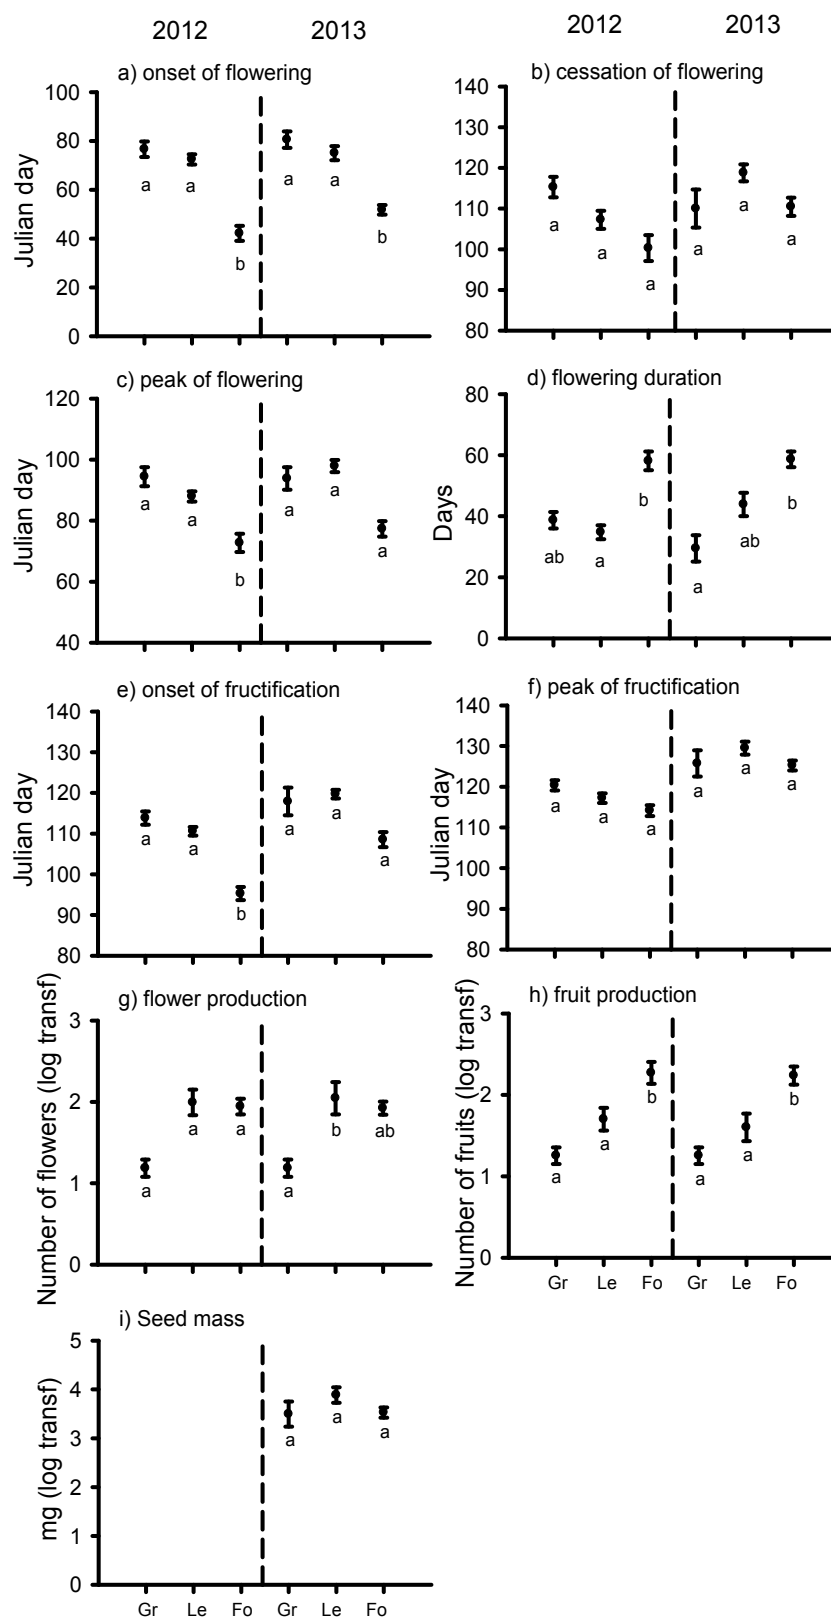 2012 2013 2012 2013
a) onset of flowering
Julian day
100
80
60
40
20
0
a a b a a b
b) cessation of flowering
140
130
120
110
100
90
80
a a a a a a
c) peak of flowering
Julian day
120
100
80
60
40
a a b a a a
d) flowering duration
Days
80
60
40
20
0
ab a b a ab b
e) onset of fructification
Julian day
140
130
120
110
100
90
80
a a b a a a
f) peak of fructification
Julian day
140
130
120
110
100
90
80
a a a a a a
g) flower production
Number of flowers (log transf)
3
2
1
0
a a a a b ab
h) fruit production
Number of fruits (log transf)
3
2
1
0
a a b a a b
Gr Le Fo Gr Le Fo
i) Seed mass
mg (log transf)
5
4
3
2
1
0
a a a
Gr Le Fo Gr Le Fo